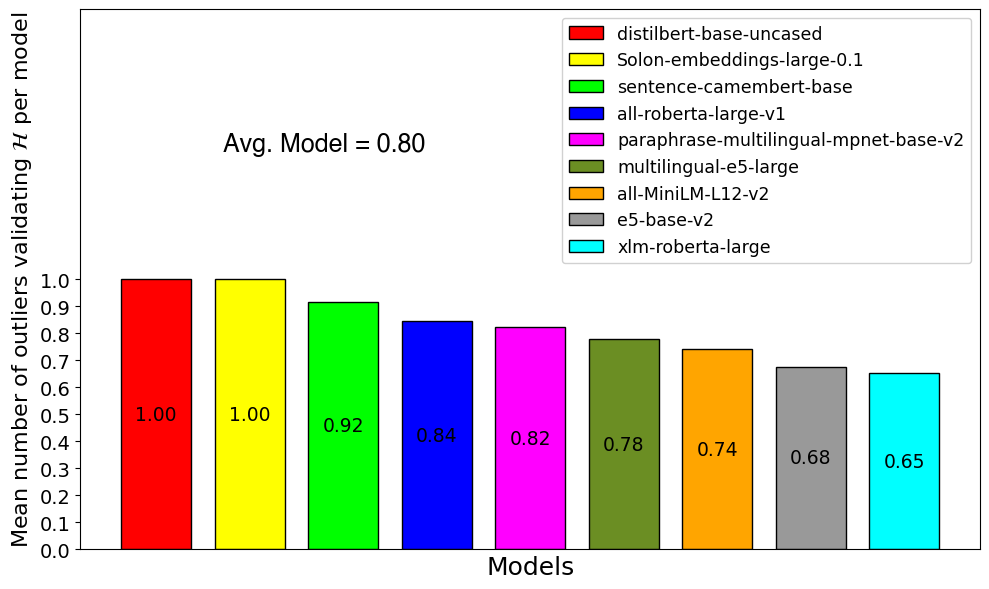 Mean number of outliers validating ℋ per model
distilbert-base-uncased
Solon-embeddings-large-0.1
sentence-camembert-base
all-roberta-large-v1
paraphrase-multilingual-mpnet-base-v2
multilingual-e5-large
all-MiniLM-L12-v2
e5-base-v2
xlm-roberta-large
Avg. Model = 0.80
1.0
0.9
0.8
0.7
0.6
0.5
0.4
0.3
0.2
0.1
0.0
1.00
1.00
0.92
0.84
0.82
0.78
0.74
0.68
0.65
Models